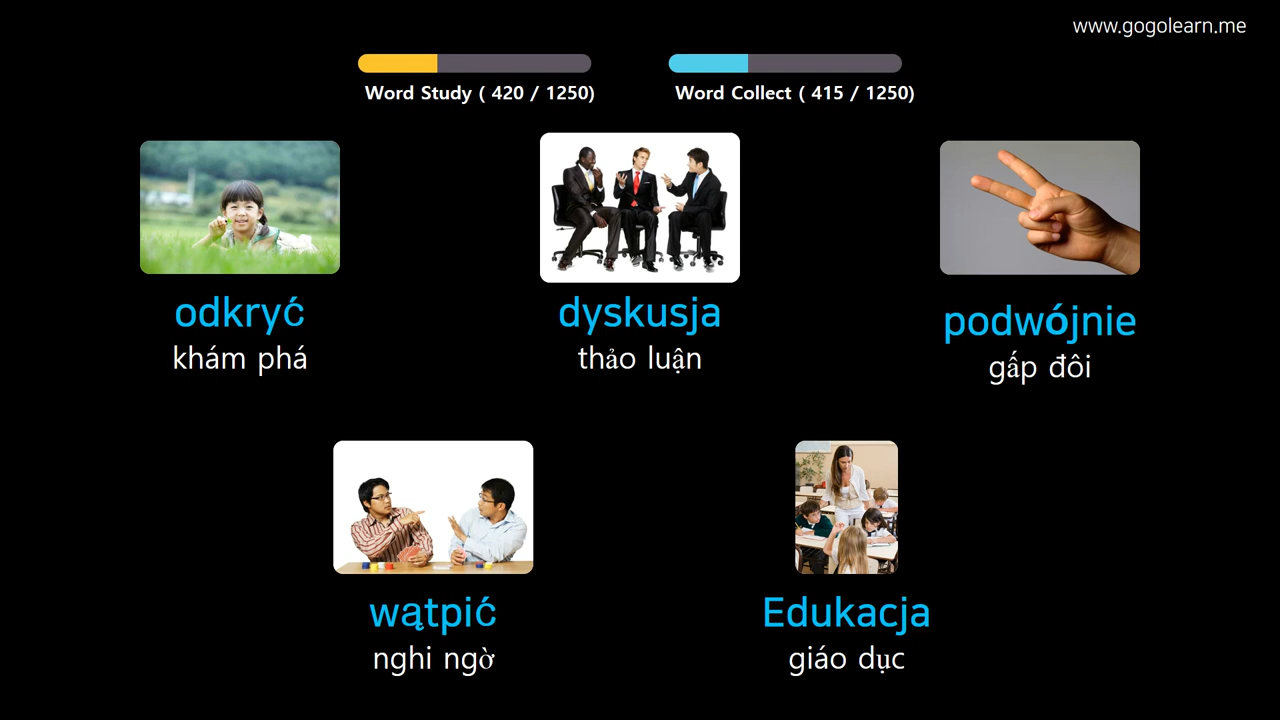 www.gogolearn.me
Word Study ( 420 / 1250)
Word Collect ( 415 / 1250)
odkryć
khám phá
dyskusja
thảo luận
podwójnie
gấp đôi
wątpić
nghi ngờ
Edukacja
giáo dục